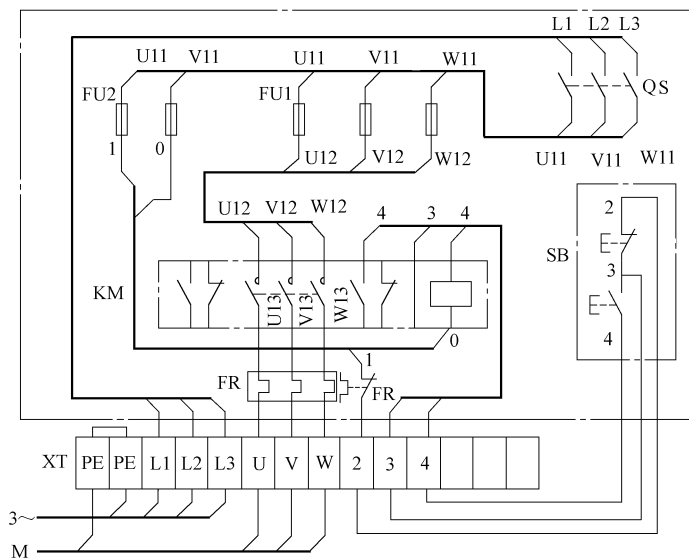 L1 L2 L3
U11 V11 U11 V11 W11
FU2 FU1 QS
1 0
U12 V12 W12 U11 V11 W11
U12 V12 W12 4 3 4 2
SB
3
KM U13 V13 W13
4
0
1
FR FR
XT PE PE L1 L2 L3 U V W 2 3 4
3~
M